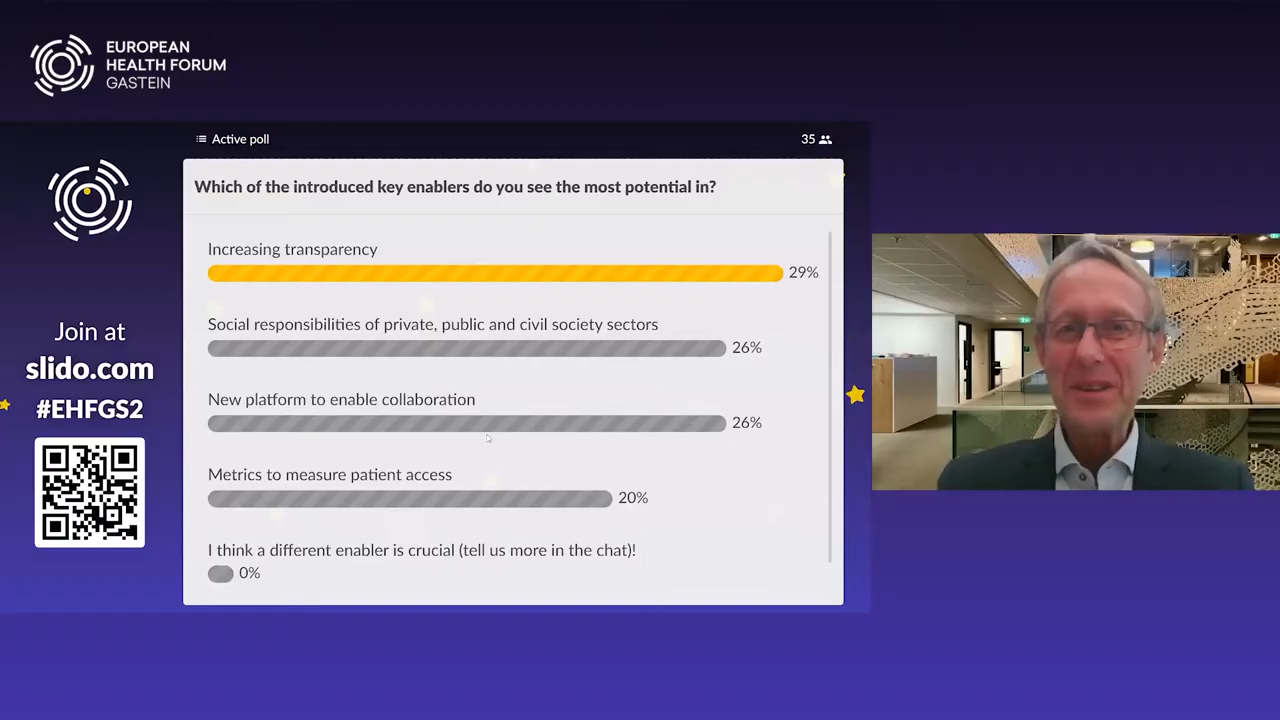 EUROPEAN
HEALTH FORUM
GASTEIN
Active poll
35
Which of the introduced key enablers do you see the most potential in?
Increasing transparency
29%
Social responsibilities of private, public and civil society sectors
26%
New platform to enable collaboration
26%
Metrics to measure patient access
20%
I think a different enabler is crucial (tell us more in the chat)!
0%
Join at
slido.com
#EHFGS2